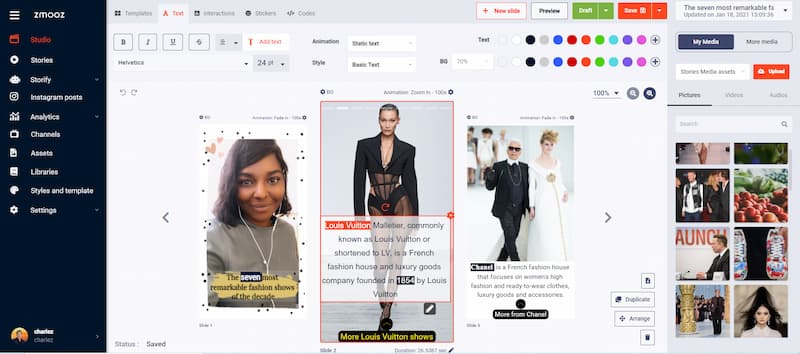 zmooz
Templates
Text
Interactions
Stickers
Codes
New slide
Preview
Draft
Save
The seven most remarkable fa
Updated on Jan 18, 2021 13:09:36
Studio
Stories
Storify
Instagram posts
Analytics
Channels
Assets
Libraries
Styles and template
Settings
charlez
charlez
B
I
U
S
Add text
Helvetica
24 pt
Animation
Static text
Style
Basic Text
Text
BG
70%
My Media
More media
Stories Media assets
Upload
Pictures
Videos
Audios
Search
100%
BG
Animation: Fade in - 100s
The seven most
remarkable fashion shows
of the decade
Slide 1
BG
Animation: Zoom in - 100s
Louis Vuitton Malletier, commonly
known as Louis Vuitton or
shortened to LV, is a French
fashion house and luxury goods
company founded in 1854 by Louis
Vuitton
More Louis Vuitton shows
Slide 2
Duration: 26.5387 sec
BG
Animation: Fade in - 100s
Chanel is a French fashion house
that focuses on women's high
fashion and ready-to-wear clothes,
luxury goods and accessories.
More from Chanel
Slide 3
Duplicate
Arrange
Status : Saved
AUNCH